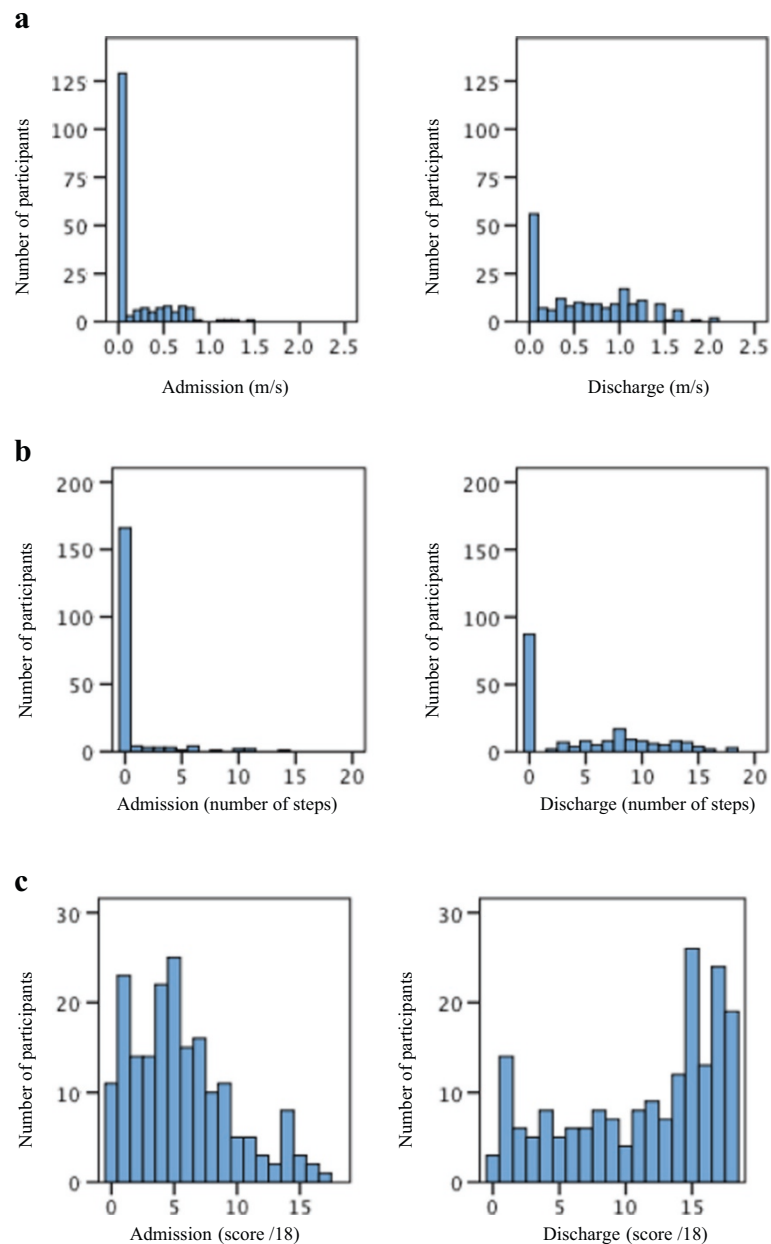 a
Number of participants
125
100
75
50
25
0
0.0 0.5 1.0 1.5 2.0 2.5
Admission (m/s)
Number of participants
125
100
75
50
25
0
0.0 0.5 1.0 1.5 2.0 2.5
Discharge (m/s)
b
Number of participants
200
150
100
50
0
0 5 10 15 20
Admission (number of steps)
Number of participants
200
150
100
50
0
0 5 10 15 20
Discharge (number of steps)
c
Number of participants
30
20
10
0
0 5 10 15
Admission (score /18)
Number of participants
30
20
10
0
0 5 10 15
Discharge (score /18)